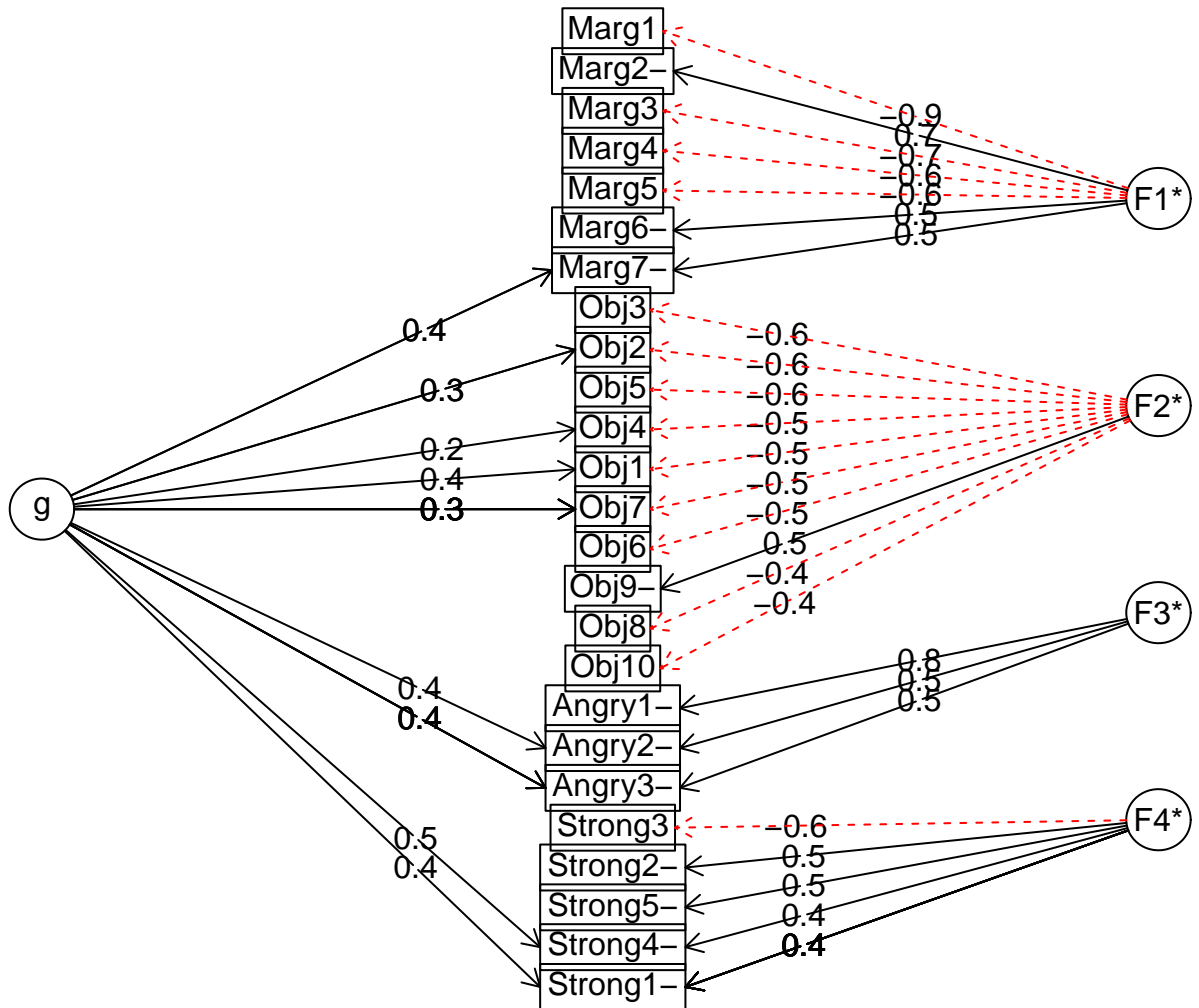 Marg1
Marg2−
Marg3
Marg4
Marg5
Marg6−
Marg7−
Obj3
Obj2
Obj5
Obj4
Obj1
Obj7
Obj6
Obj9−
Obj8
Obj10
Angry1−
Angry2−
Angry3−
Strong3
Strong2−
Strong5−
Strong4−
Strong1−
g
0.4
0.3
0.2
0.4
0.3
0.4
0.4
0.5
0.4
−0.9
0.7
−0.7
−0.6
−0.6
0.5
0.5
F1*
−0.6
−0.6
−0.6
−0.5
−0.5
−0.5
−0.5
0.5
−0.4
−0.4
F2*
0.8
0.5
0.5
F3*
−0.6
0.5
0.5
0.4
0.4
F4*